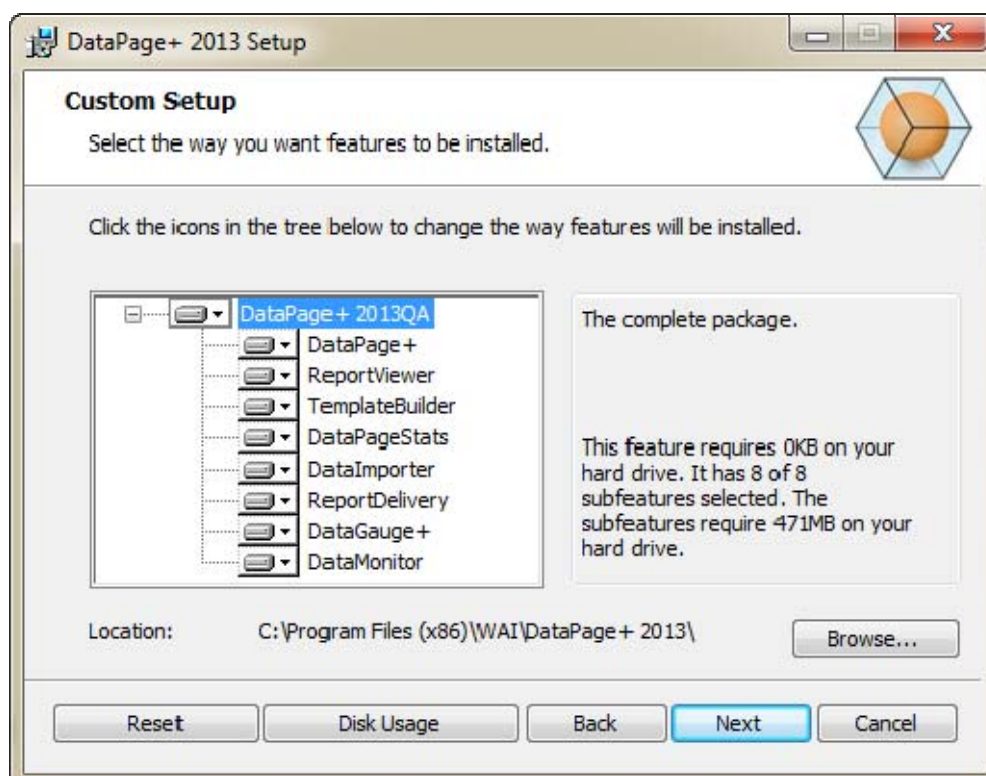 DataPage+ 2013 Setup
Custom Setup
Select the way you want features to be installed.
Click the icons in the tree below to change the way features will be installed.
DataPage+ 2013QA
DataPage+
ReportViewer
TemplateBuilder
DataPageStats
DataImporter
ReportDelivery
DataGauge+
DataMonitor
The complete package.
This feature requires 0KB on your
hard drive. It has 8 of 8
subfeatures selected. The
subfeatures require 471MB on your
hard drive.
Location: C:\Program Files (x86)\WAI\DataPage+ 2013\
Browse...
Reset Disk Usage Back Next Cancel